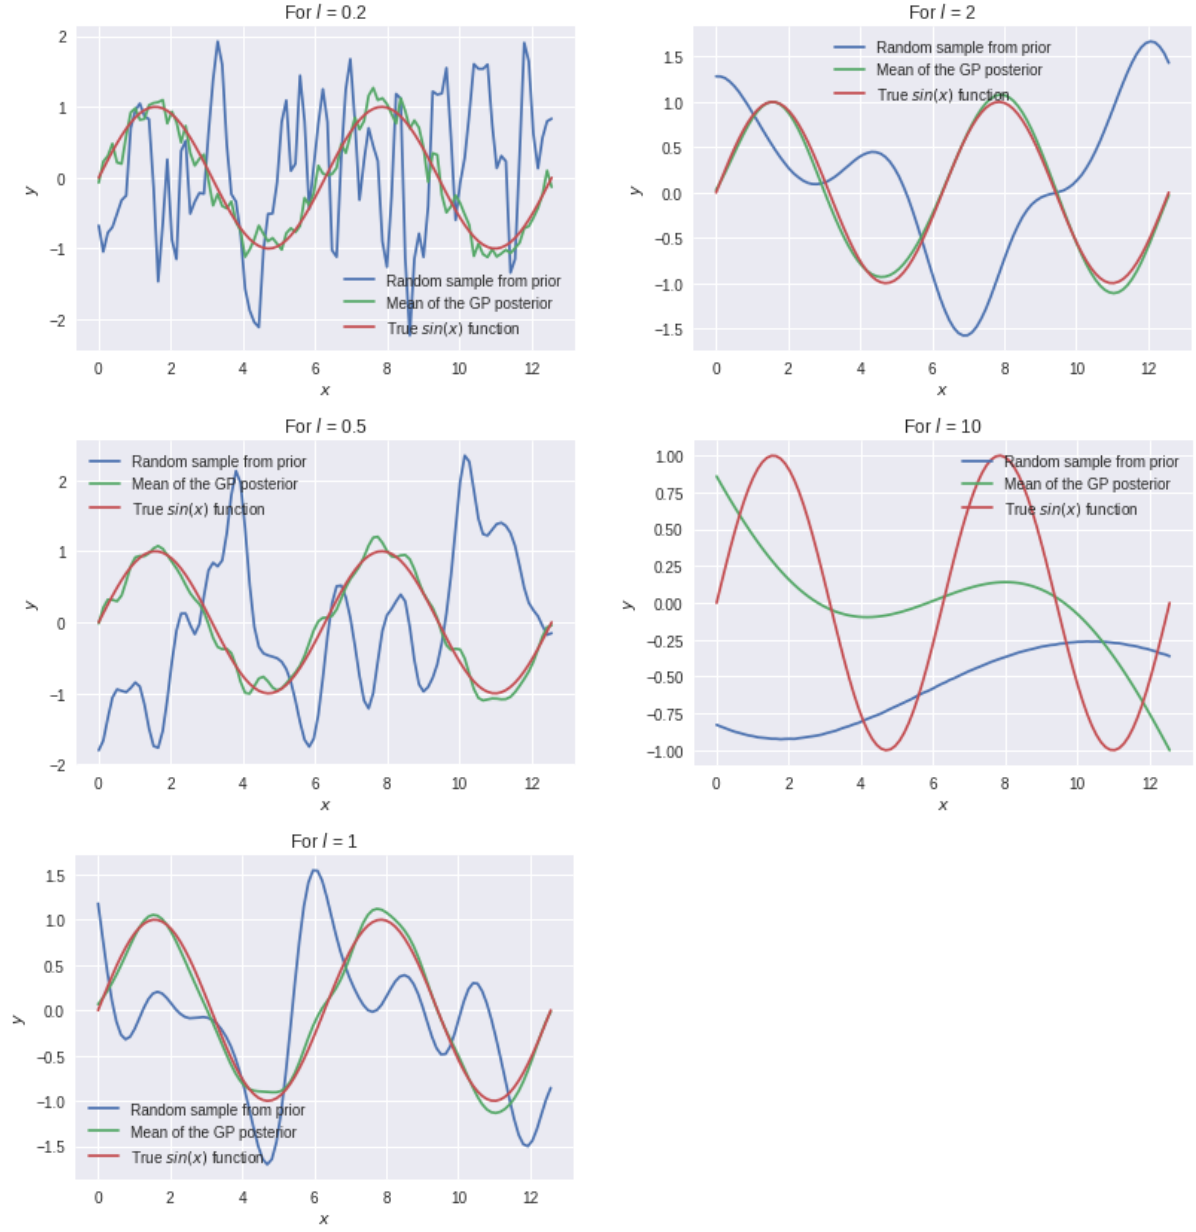 For l = 0.2
2
1
0
−1
−2
y
Random sample from prior
Mean of the GP posterior
True sin(x) function
0 2 4 6 8 10 12
x
For l = 2
1.5
1.0
0.5
0.0
−0.5
−1.0
−1.5
y
Random sample from prior
Mean of the GP posterior
True sin(x) function
0 2 4 6 8 10 12
x
For l = 0.5
2
1
0
−1
−2
y
Random sample from prior
Mean of the GP posterior
True sin(x) function
0 2 4 6 8 10 12
x
For l = 10
1.00
0.75
0.50
0.25
0.00
−0.25
−0.50
−0.75
−1.00
y
Random sample from prior
Mean of the GP posterior
True sin(x) function
0 2 4 6 8 10 12
x
For l = 1
1.5
1.0
0.5
0.0
−0.5
−1.0
−1.5
y
Random sample from prior
Mean of the GP posterior
True sin(x) function
0 2 4 6 8 10 12
x